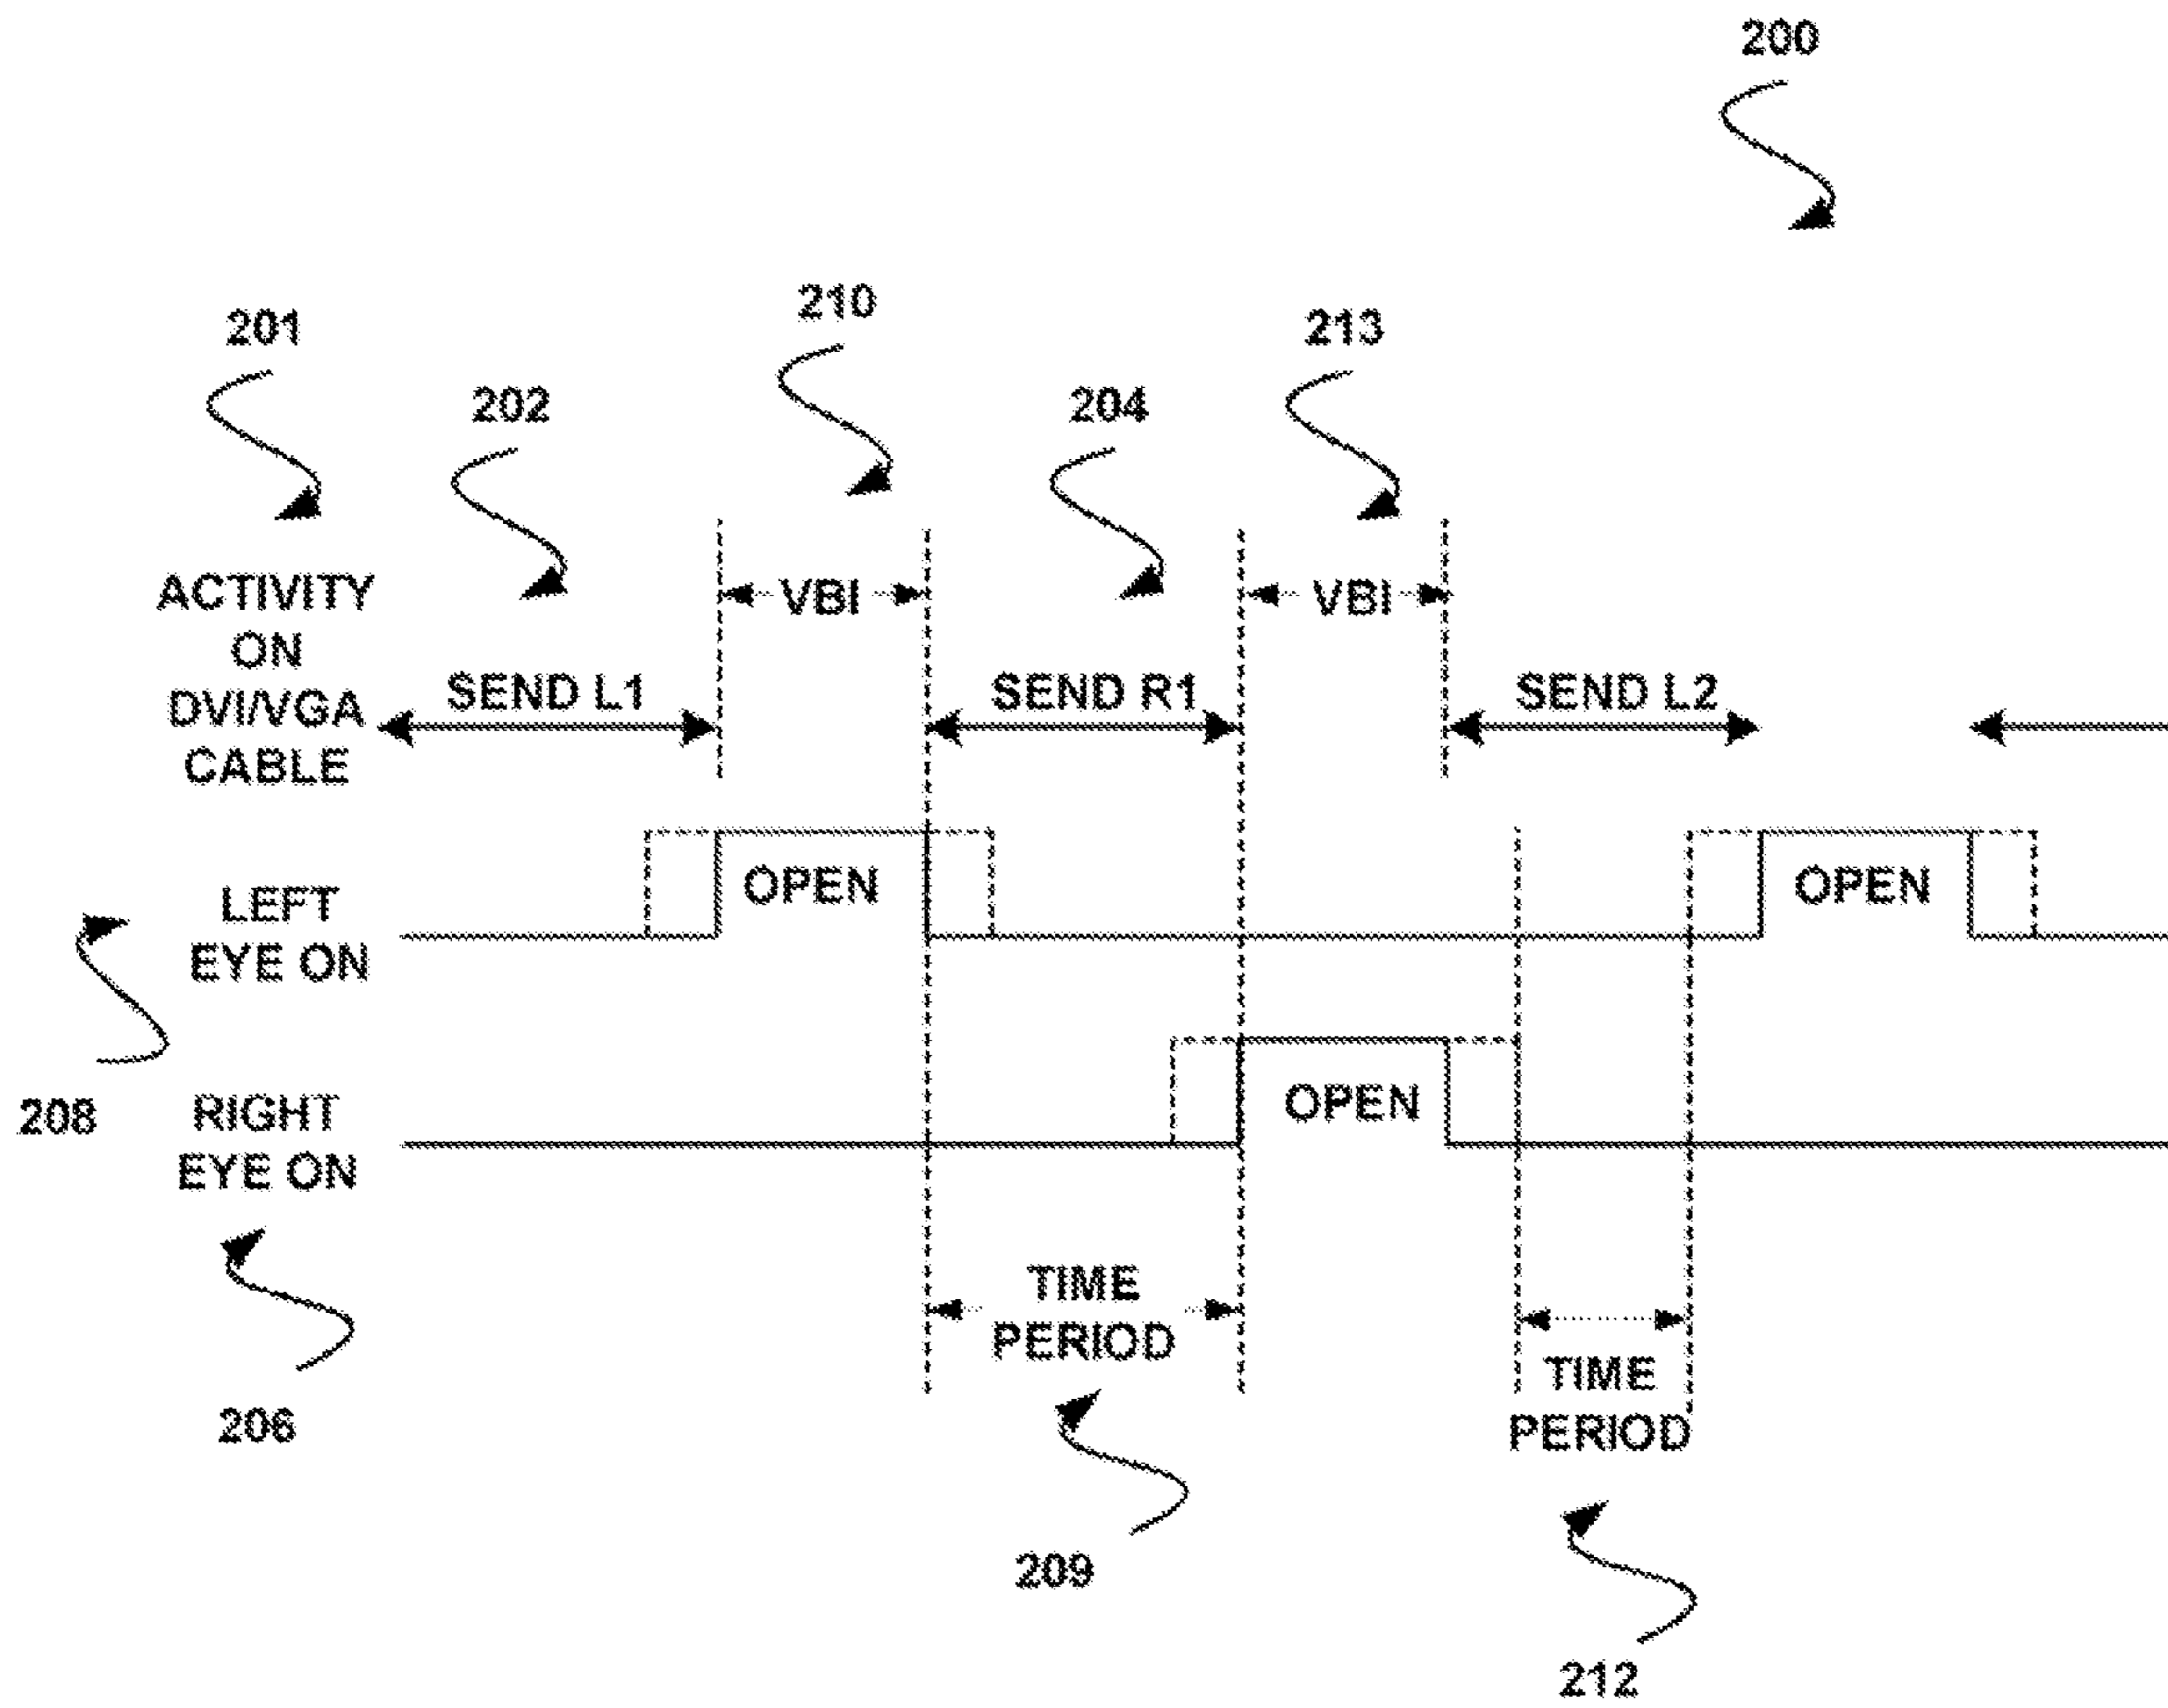 200
210
201
213
202
204
ACTIVITY
ON
DVI/VGA
CABLE
VBI
VBI
SEND L1
SEND R1
SEND L2
LEFT
EYE ON
OPEN
OPEN
208
RIGHT
EYE ON
OPEN
206
TIME
PERIOD
209
TIME
PERIOD
212